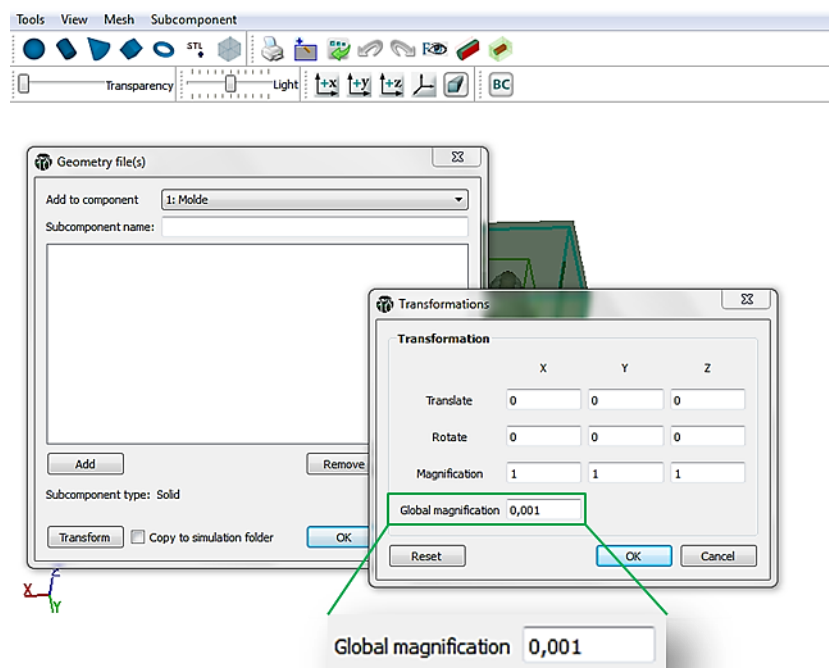 Tools View Mesh Subcomponent
STL
Transparency Light +x +y +z BC
Geometry file(s)
Add to component 1: Molde
Subcomponent name:
Transformations
Transformation
X Y Z
Translate 0 0 0
Rotate 0 0 0
Magnification 1 1 1
Global magnification 0,001
Reset OK Cancel
Add Remove
Subcomponent type: Solid
Transform Copy to simulation folder OK
Z
X
Y
Global magnification 0,001